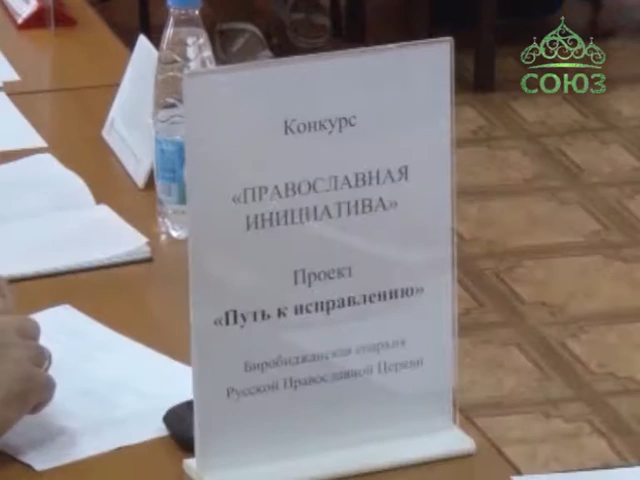 СОЮЗ
Конкурс
«ПРАВОСЛАВНАЯ
ИНИЦИАТИВА»
Проект
«Путь к исправлению»
Биробиджанская епархия
Русской Православной Церкви